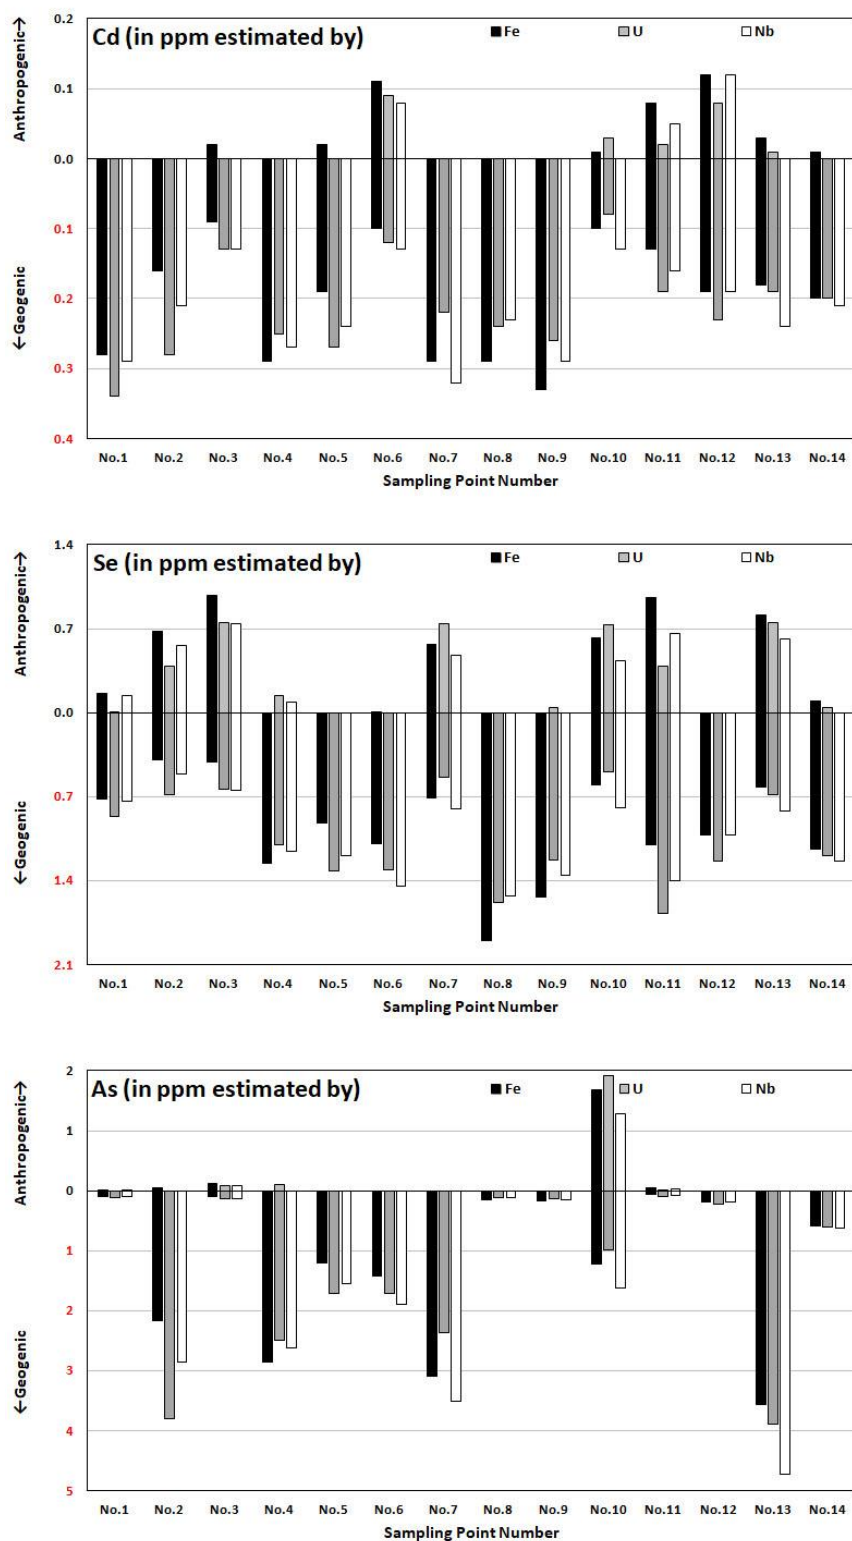 Cd (in ppm estimated by)
Fe U Nb
Anthropogenic→
←Geogenic
0.2
0.1
0.0
0.1
0.2
0.3
0.4
No.1 No.2 No.3 No.4 No.5 No.6 No.7 No.8 No.9 No.10 No.11 No.12 No.13 No.14
Sampling Point Number
Se (in ppm estimated by)
Fe U Nb
Anthropogenic→
←Geogenic
1.4
0.7
0.0
0.7
1.4
2.1
No.1 No.2 No.3 No.4 No.5 No.6 No.7 No.8 No.9 No.10 No.11 No.12 No.13 No.14
Sampling Point Number
As (in ppm estimated by)
Fe U Nb
Anthropogenic→
←Geogenic
2
1
0
1
2
3
4
5
No.1 No.2 No.3 No.4 No.5 No.6 No.7 No.8 No.9 No.10 No.11 No.12 No.13 No.14
Sampling Point Number